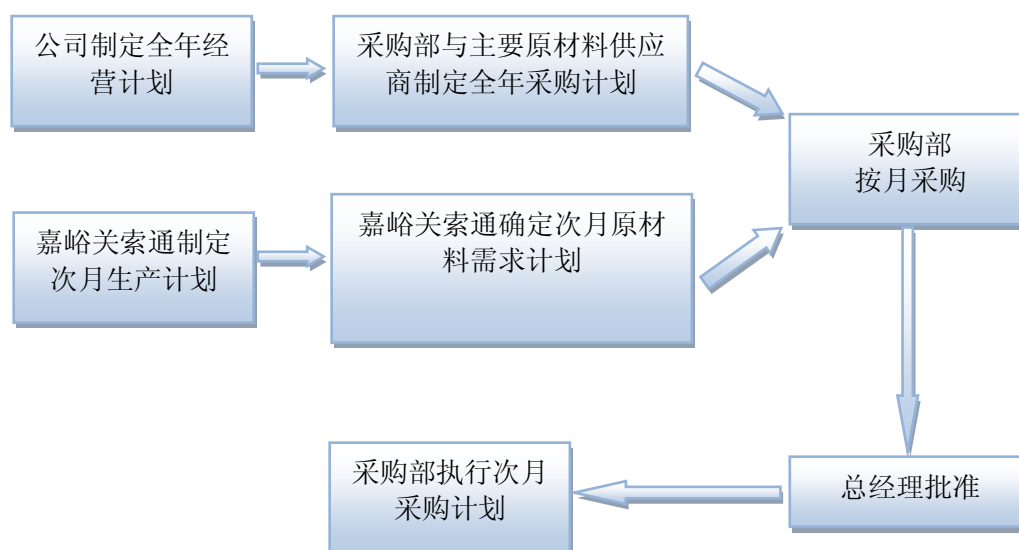 公司制定全年经
营计划
采购部与主要原材料供应
商制定全年采购计划
采购部
按月采购
嘉峪关索通制定
次月生产计划
嘉峪关索通确定次月原材
料需求计划
采购部执行次月
采购计划
总经理批准